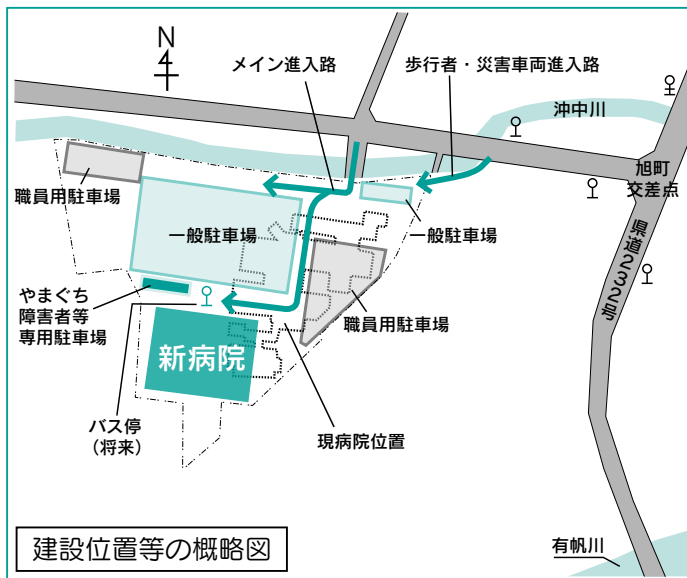 N
メイン進入路
歩行者・災害車両進入路
沖中川
旭町
交差点
職員用駐車場
一般駐車場
一般駐車場
県道232号
やまぐち
障害者等
専用駐車場
職員用駐車場
新病院
バス停
（将来）
現病院位置
建設位置等の概略図
有帆川